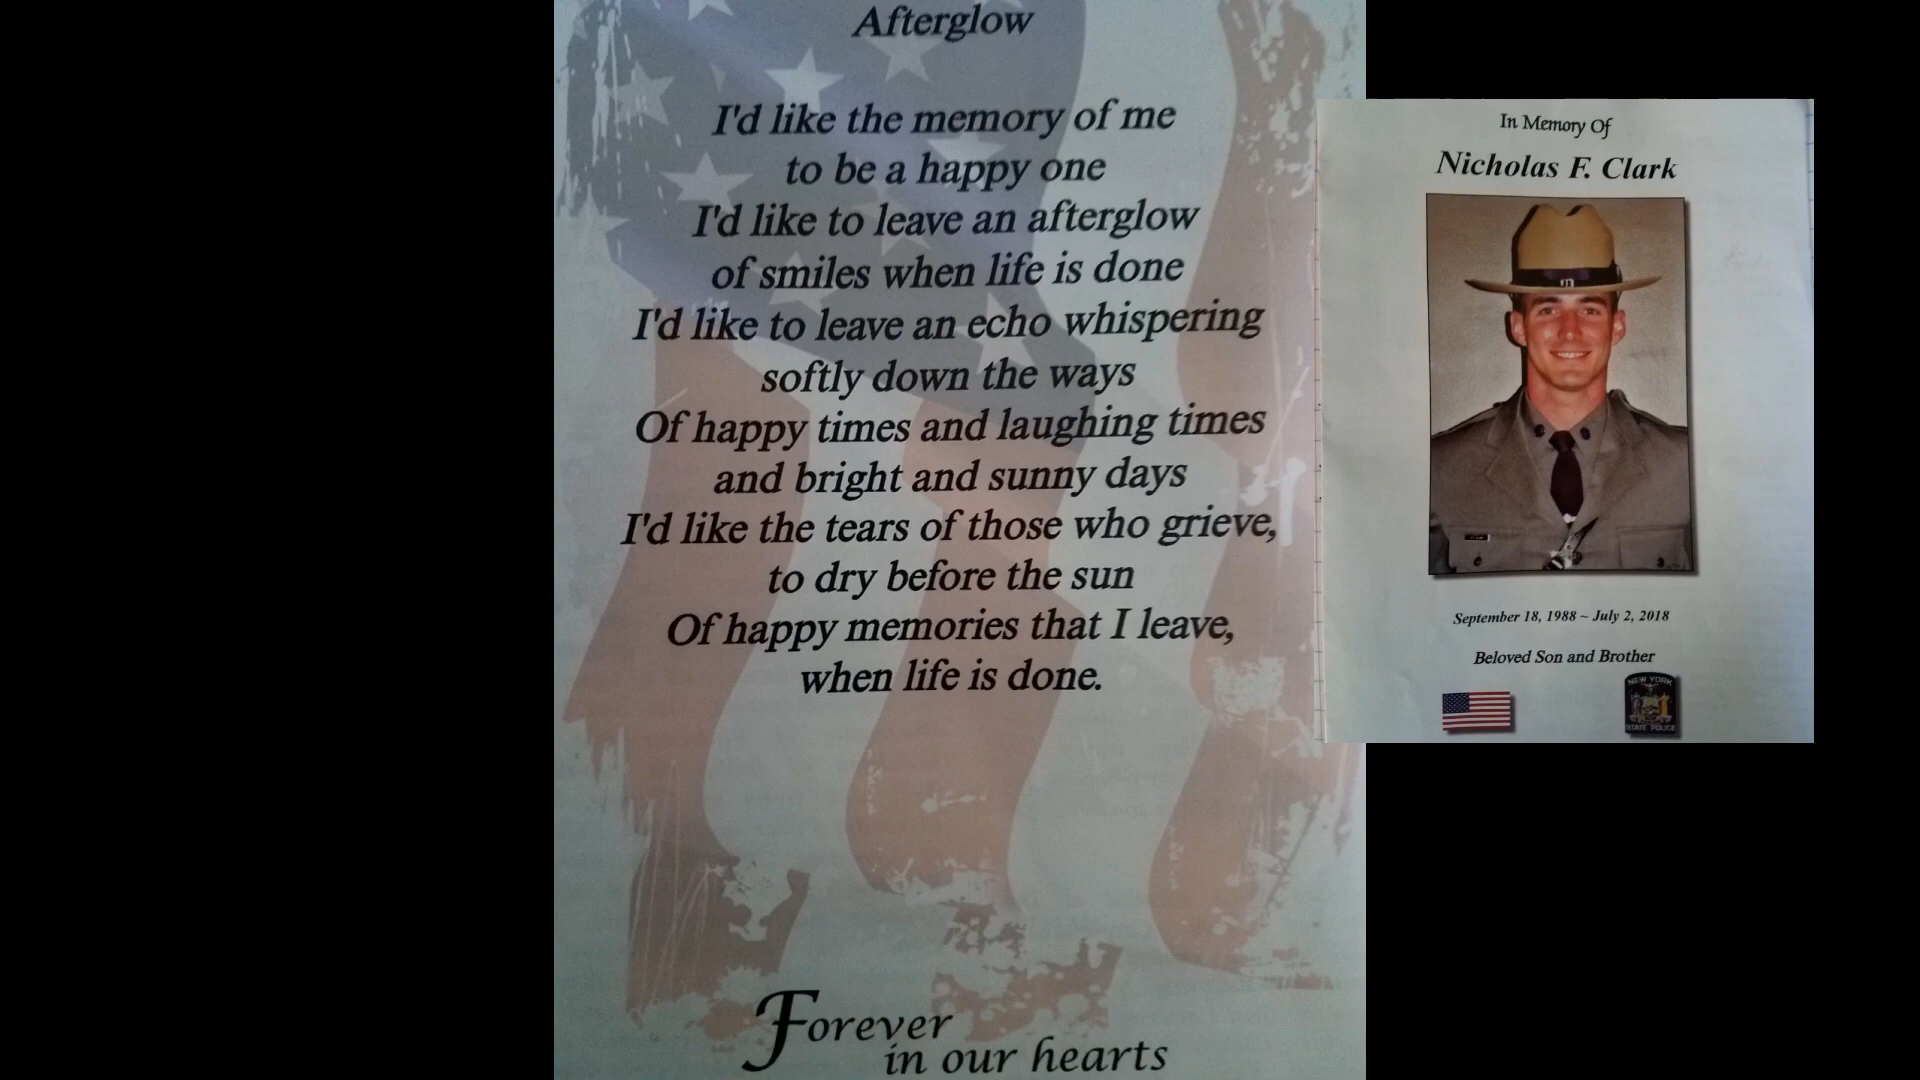 Afterglow
I'd like the memory of me
to be a happy one
I'd like to leave an afterglow
of smiles when life is done
I'd like to leave an echo whispering
softly down the ways
Of happy times and laughing times
and bright and sunny days
I'd like the tears of those who grieve,
to dry before the sun
Of happy memories that I leave,
when life is done.
Forever
in our hearts
In Memory Of
Nicholas F. Clark
September 18, 1988 ~ July 2, 2018
Beloved Son and Brother
NEW YORK
STATE POLICE